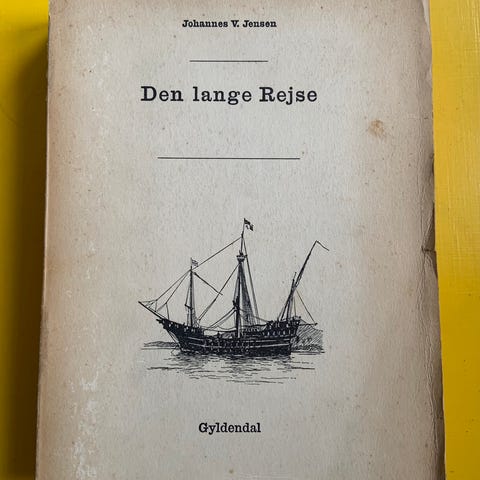 Johannes V. Jensen
Den lange Rejse
Gyldendal